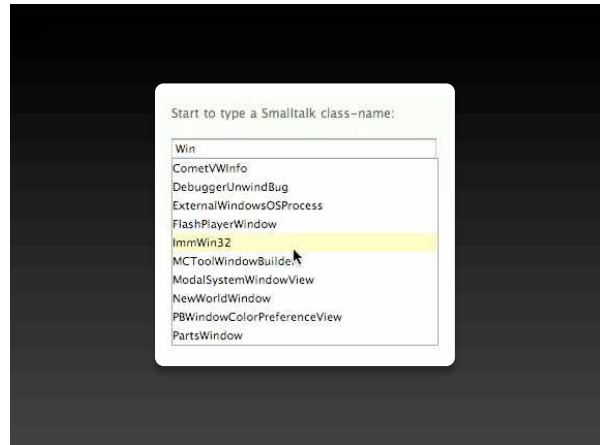 Start to type a Smalltalk class-name:
Win
CometVWInfo
DebuggerUnwindBug
ExternalWindowsOSProcess
FlashPlayerWindow
ImmWin32
MCToolWindowBuilder
ModalSystemWindowView
NewWorldWindow
PBWindowColorPreferenceView
PartsWindow